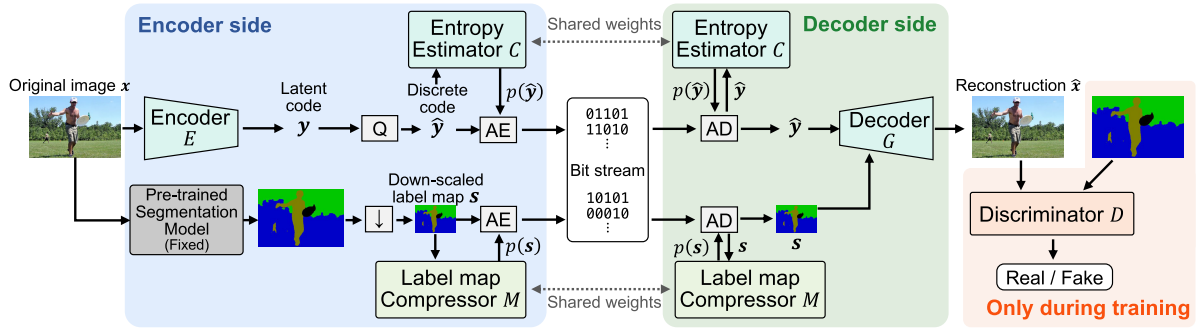 Encoder side
Decoder side
Shared weights
Entropy
Estimator C
Entropy
Estimator C
Original image x
Encoder
E
Latent
code
y
Q
Discrete
code
ŷ
p(ŷ)
AE
01101
11010
⋮
Bit stream
10101
00010
⋮
p(ŷ)
ŷ
AD
ŷ
Decoder
G
Reconstruction x̂
Pre-trained
Segmentation
Model
(Fixed)
↓
Down-scaled
label map s
AE
p(s)
Label map
Compressor M
Shared weights
AD
p(s)
s
s
Label map
Compressor M
Discriminator D
Real / Fake
Only during training